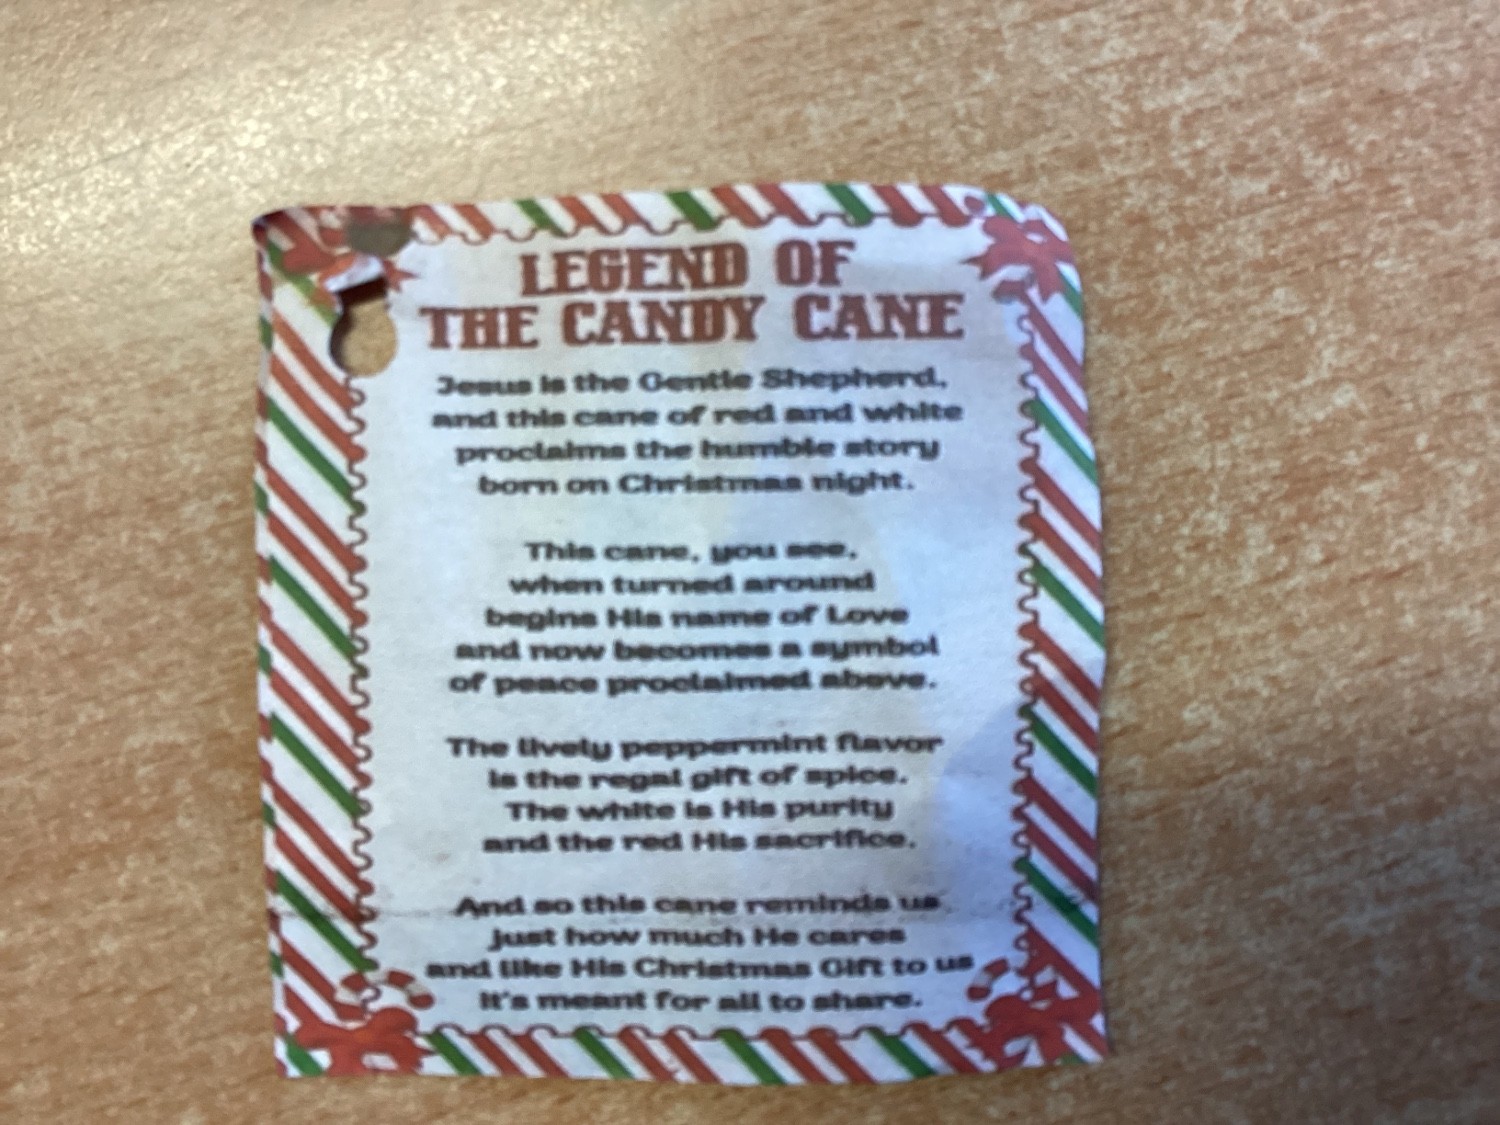 LEGEND OF
THE CANDY CANE
Jesus is the Gentle Shepherd,
and this cane of red and white
proclaims the humble story
born on Christmas night.
This cane, you see,
when turned around
begins His name of Love
and now becomes a symbol
of peace proclaimed above.
The lively peppermint flavor
is the regal gift of spice.
The white is His purity
and the red His sacrifice.
And so this cane reminds us
just how much He cares
and like His Christmas Gift to us
it's meant for all to share.